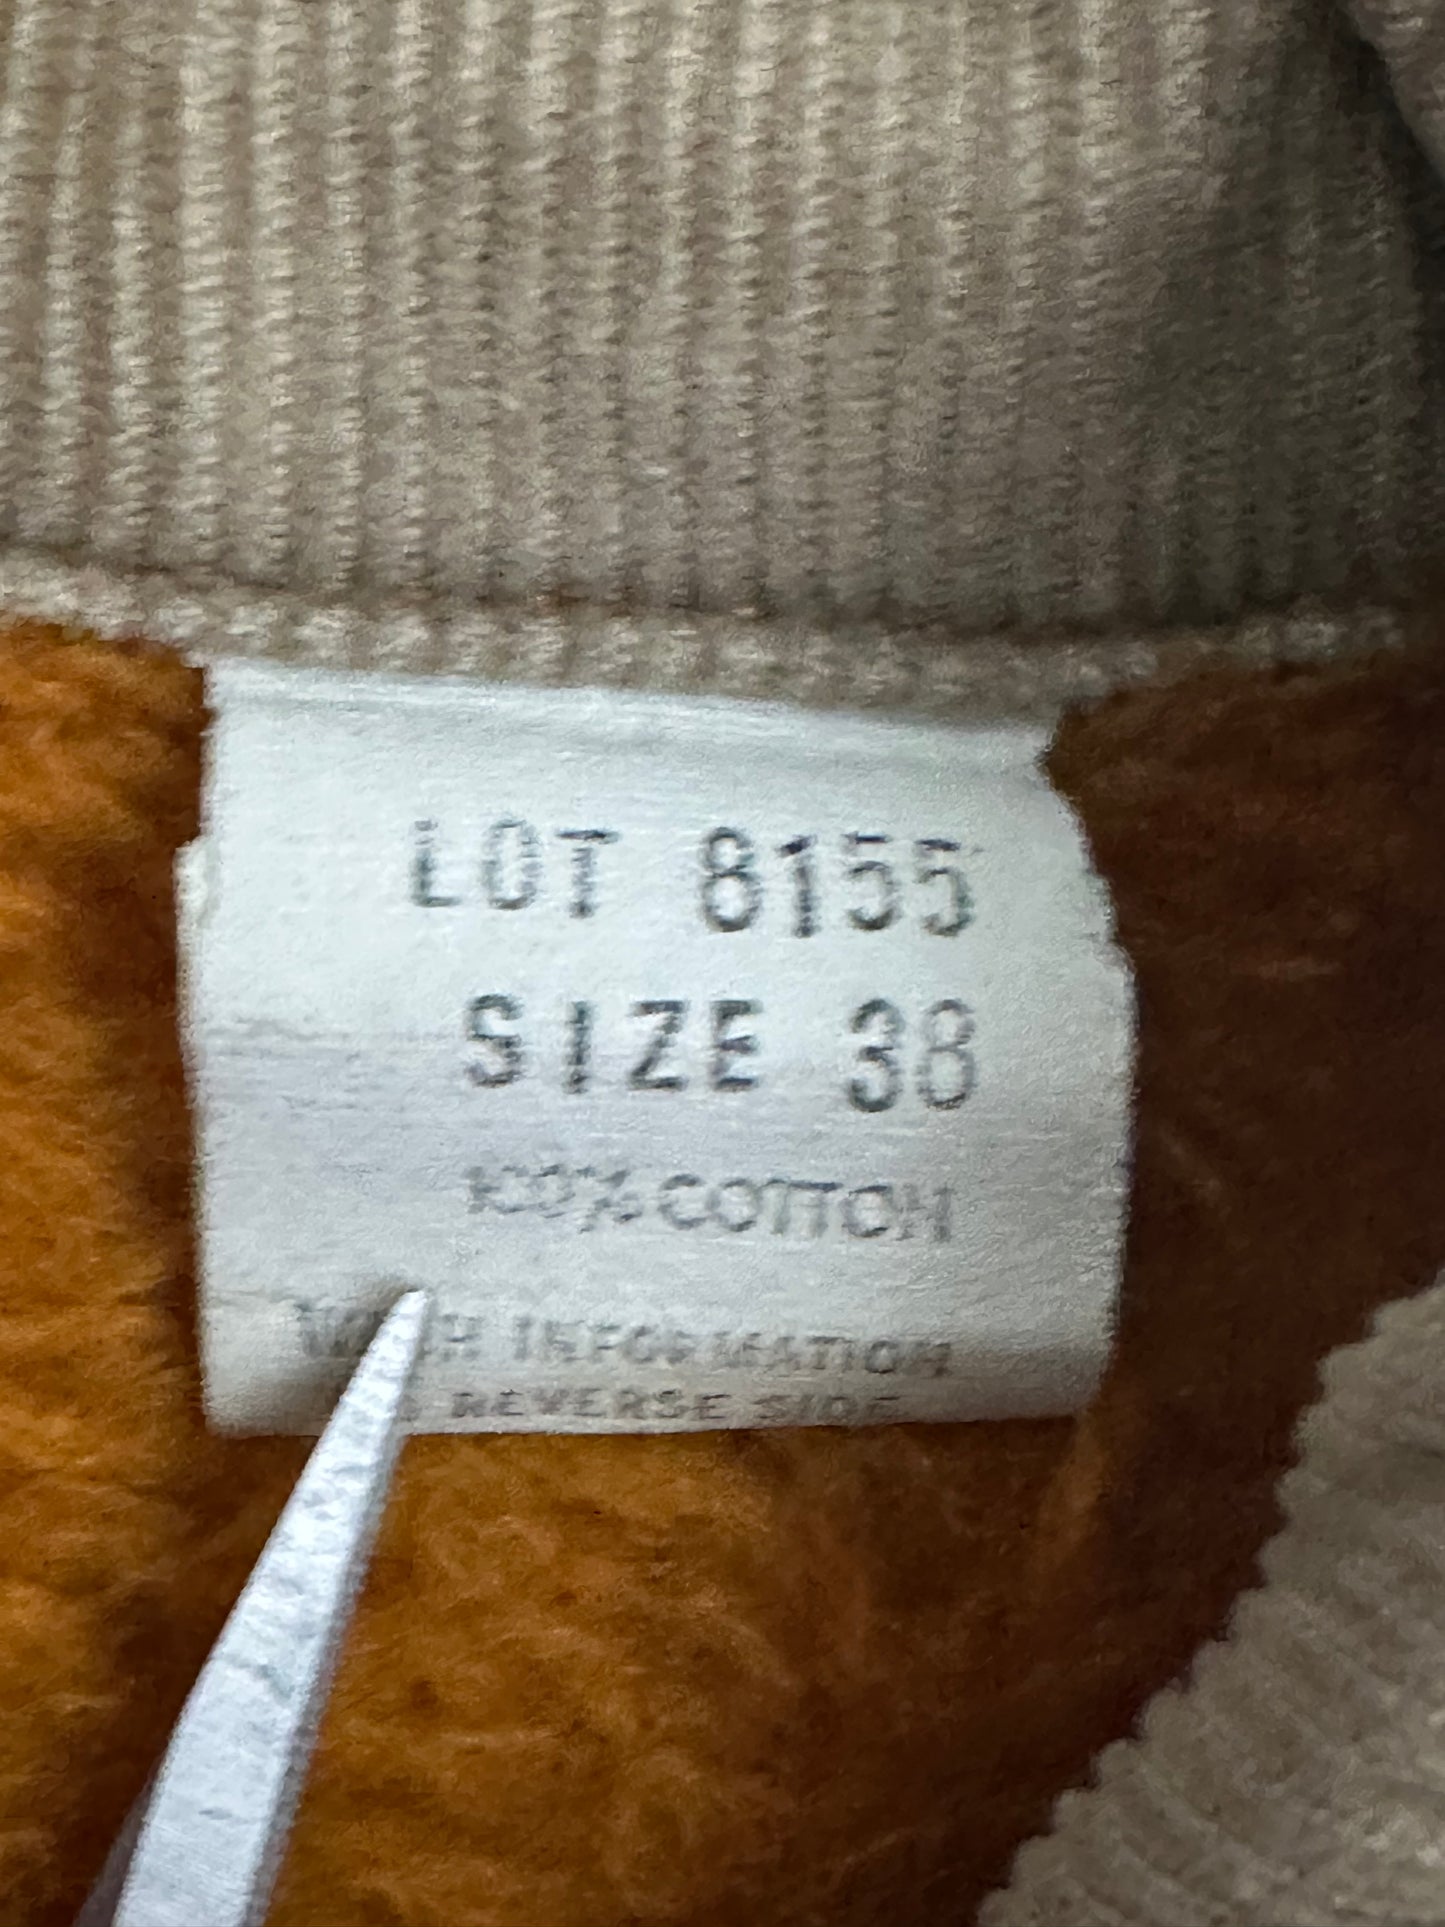 LOT 8155
SIZE 38
100% COTTON
INFORMATION
REVERSE SIDE